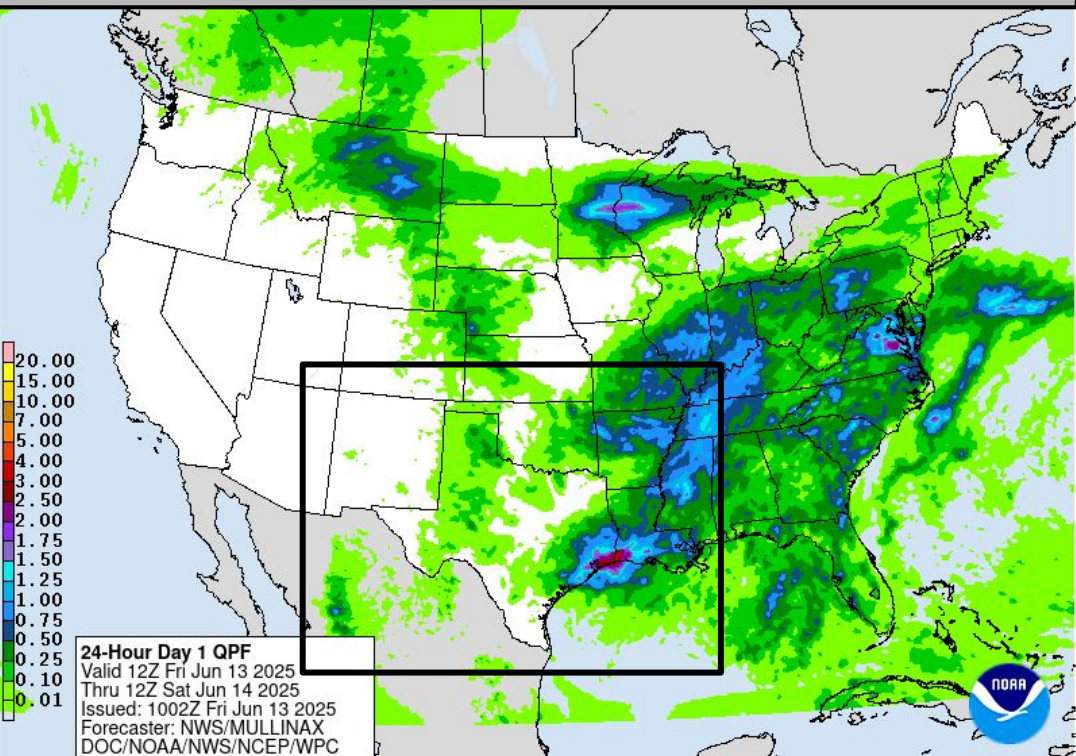 20.00
15.00
10.00
7.00
5.00
4.00
3.00
2.50
2.00
1.75
1.50
1.25
1.00
0.75
0.50
0.25
0.10
0.01
24-Hour Day 1 QPF
Valid 12Z Fri Jun 13 2025
Thru 12Z Sat Jun 14 2025
Issued: 1002Z Fri Jun 13 2025
Forecaster: NWS/MULLINAX
DOC/NOAA/NWS/NCEP/WPC
NOAA